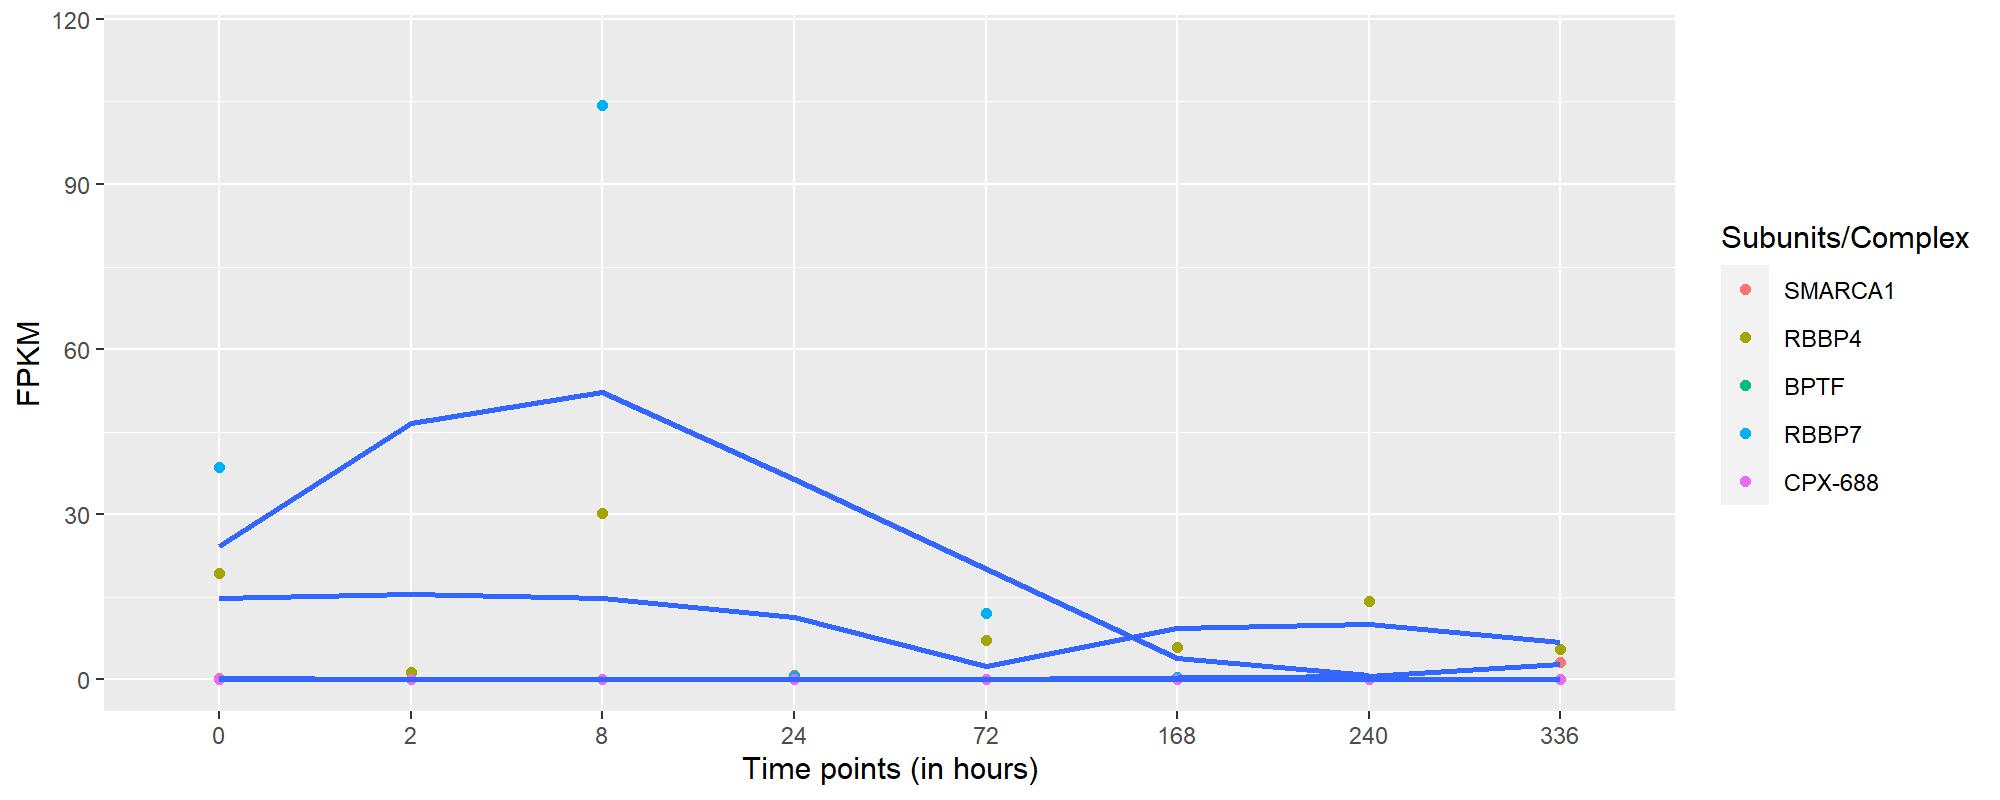 120
90
60
30
0
FPKM
0 2 8 24 72 168 240 336
Time points (in hours)
Subunits/Complex
SMARCA1
RBBP4
BPTF
RBBP7
CPX-688